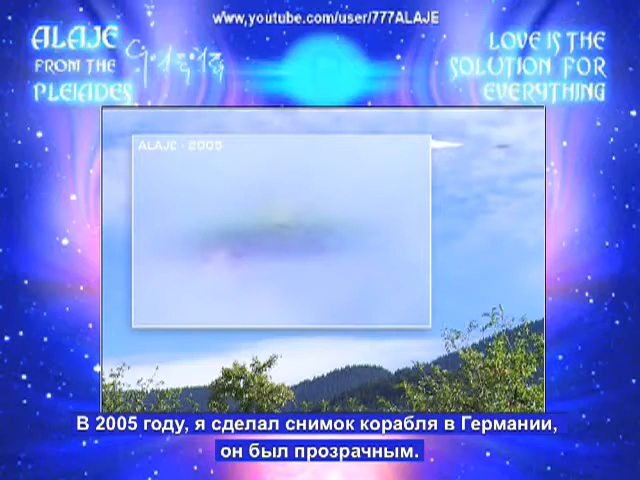 www.youtube.com/user/777ALAJE
ALAJE
FROM THE
PLEIADES
LOVE IS THE
SOLUTION FOR
EVERYTHING
ALAJE - 2005
В 2005 году, я сделал снимок корабля в Германии,
он был прозрачным.